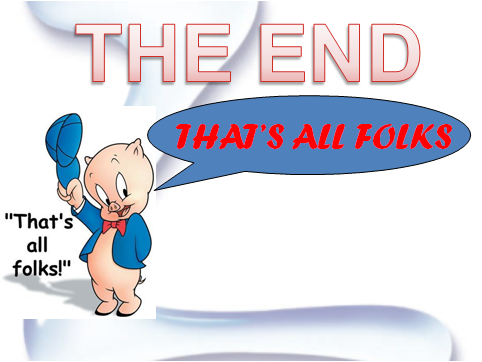 THE END
THAT'S ALL FOLKS
"That's
all
folks!"